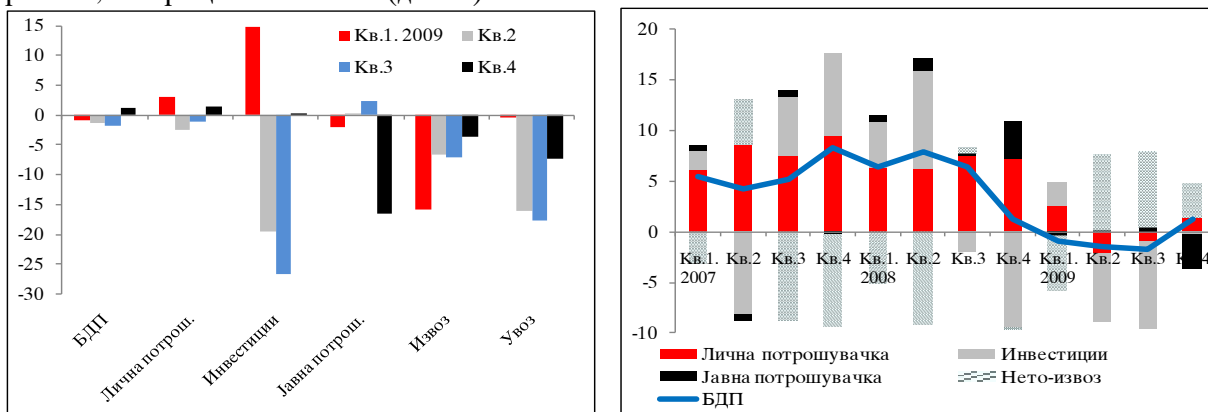 15
10
5
0
-5
-10
-15
-20
-25
-30
Кв.1. 2009
Кв.2
Кв.3
Кв.4
БДП
Лична потрош.
Инвестиции
Јавна потрош.
Извоз
Увоз
20
15
10
5
0
-5
-10
Кв.1. Кв.2 Кв.3 Кв.4 Кв.1. Кв.2 Кв.3 Кв.4 Кв.1. Кв.2 Кв.3
2007 2008 2009
Лична потрошувачка
Инвестиции
Јавна потрошувачка
Нето-извоз
БДП